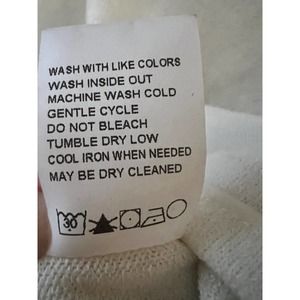 WASH WITH LIKE COLORS
WASH INSIDE OUT
MACHINE WASH COLD
GENTLE CYCLE
DO NOT BLEACH
TUMBLE DRY LOW
COOL IRON WHEN NEEDED
MAY BE DRY CLEANED
30